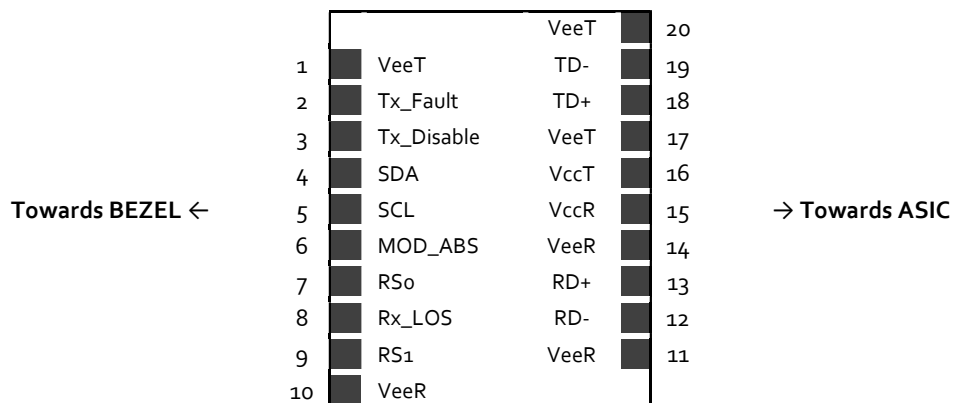 VeeT 20
1 VeeT TD- 19
2 Tx_Fault TD+ 18
3 Tx_Disable VeeT 17
4 SDA VccT 16
Towards BEZEL ← 5 SCL VccR 15 → Towards ASIC
6 MOD_ABS VeeR 14
7 RS0 RD+ 13
8 Rx_LOS RD- 12
9 RS1 VeeR 11
10 VeeR